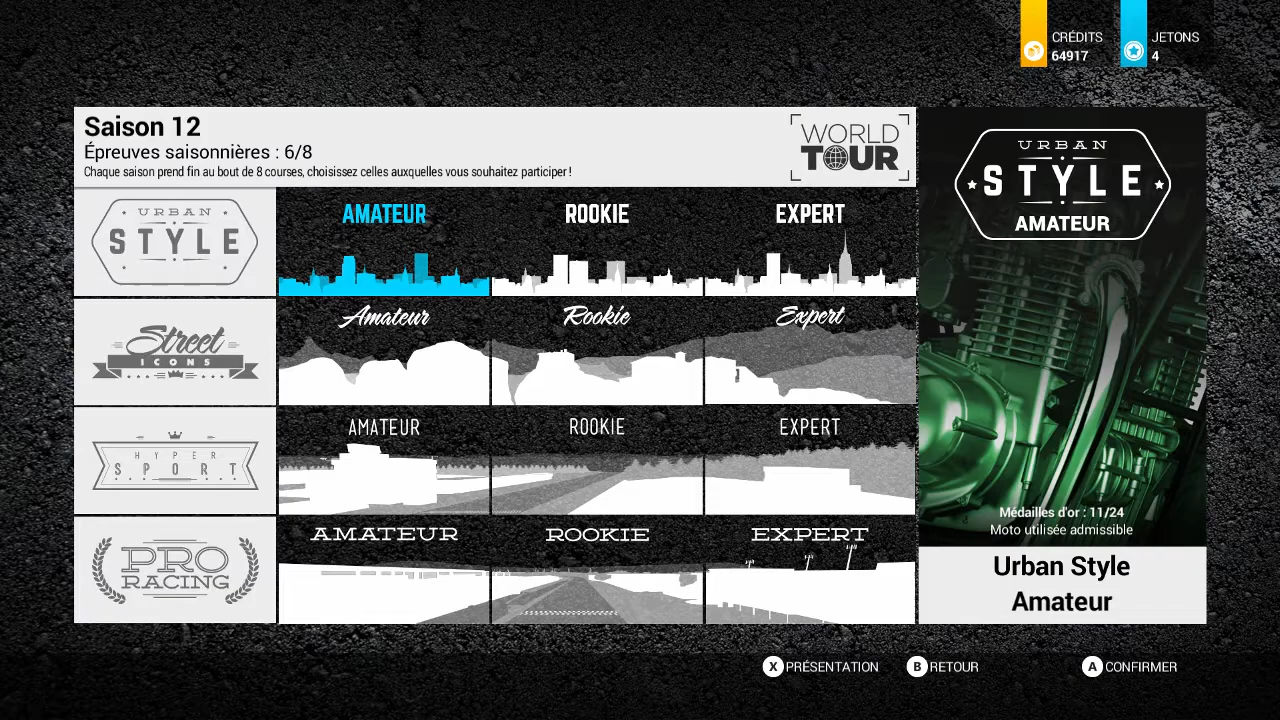 CRÉDITS
64917
JETONS
4
Saison 12
Épreuves saisonnières : 6/8
Chaque saison prend fin au bout de 8 courses, choisissez celles auxquelles vous souhaitez participer !
WORLD
TOUR
URBAN
STYLE
AMATEUR
ROOKIE
EXPERT
Street
ICONS
Amateur
Rookie
Expert
HYPER
SPORT
AMATEUR
ROOKIE
EXPERT
PRO
RACING
AMATEUR
ROOKIE
EXPERT
URBAN
STYLE
AMATEUR
Médailles d'or : 11/24
Moto utilisée admissible
Urban Style
Amateur
X PRÉSENTATION
B RETOUR
A CONFIRMER